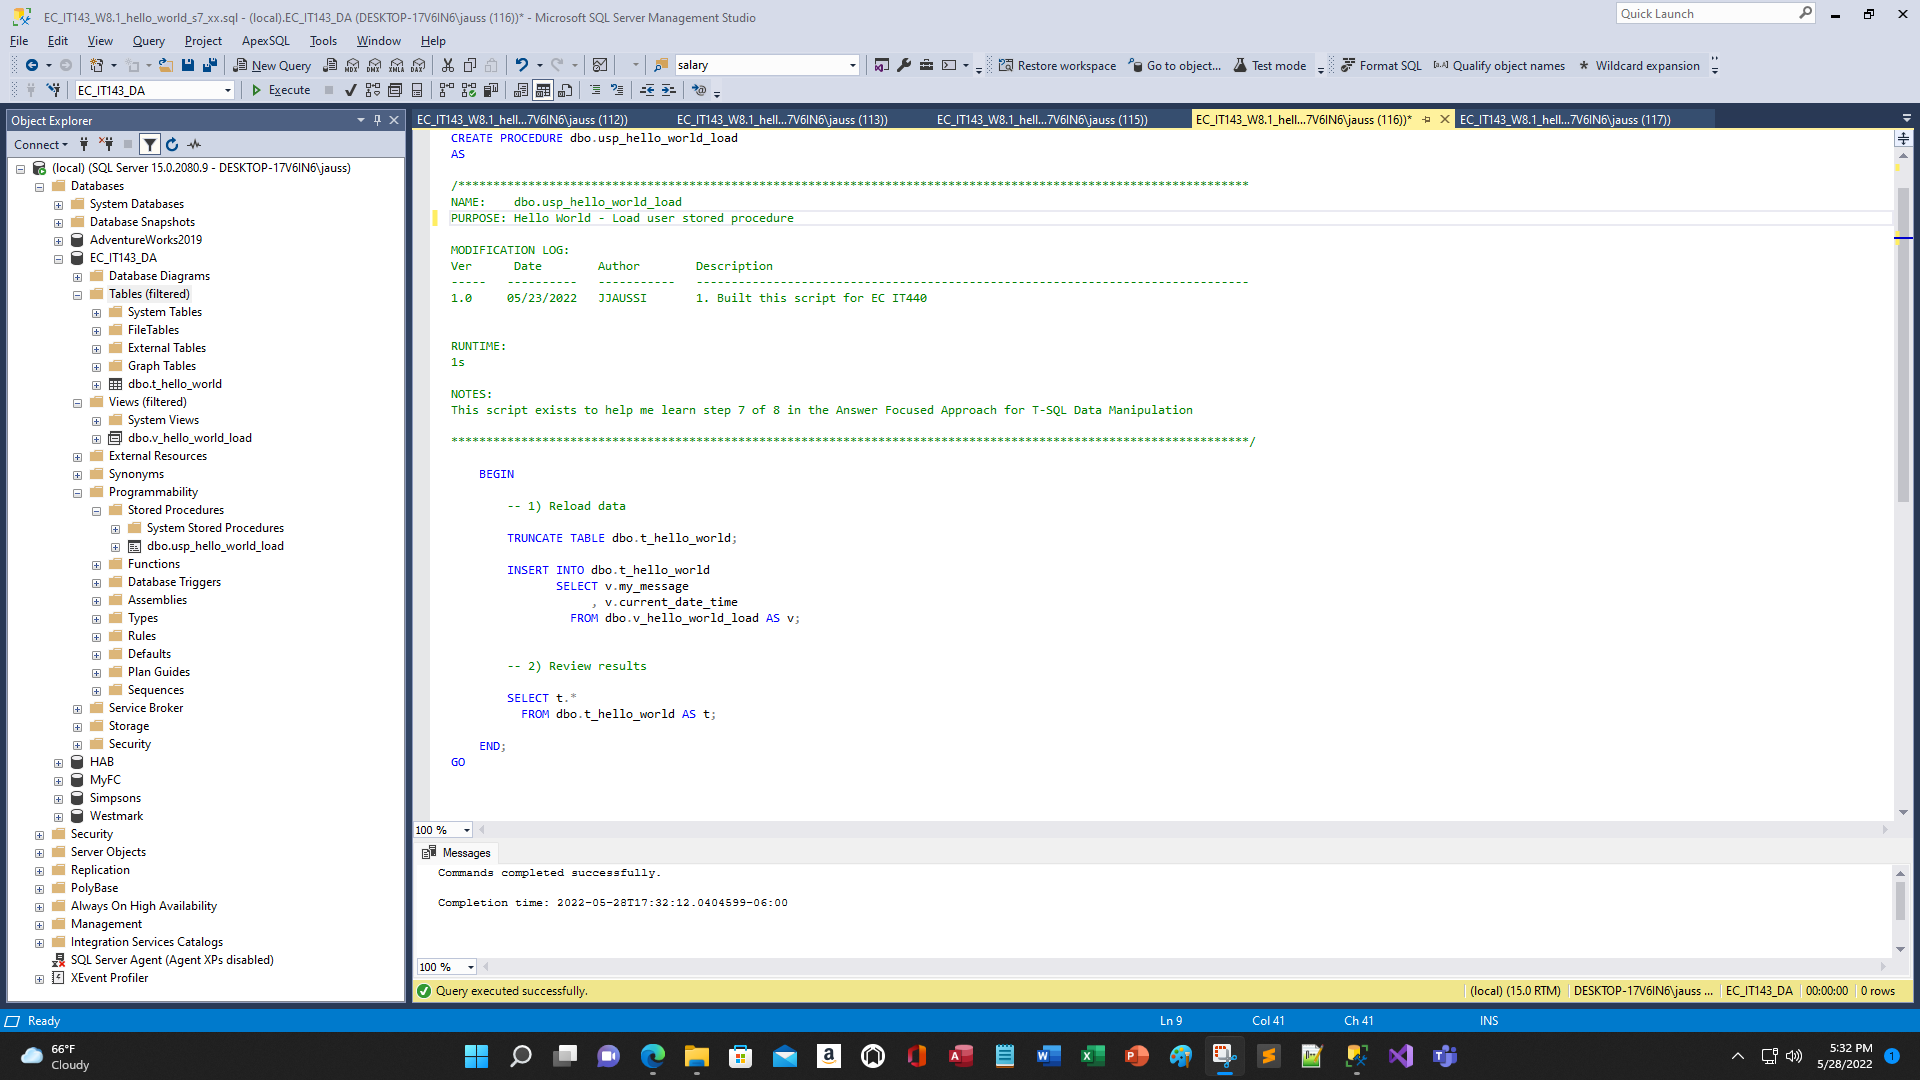 EC_IT143_W8.1_hello_world_s7_xx.sql - (local).EC_IT143_DA (DESKTOP-17V6IN6\jauss (116))* - Microsoft SQL Server Management Studio
Quick Launch
File Edit View Query Project ApexSQL Tools Window Help
New Query
MDX DMX XMLA DAX
salary
Restore workspace
Go to object...
Test mode
Format SQL
Qualify object names
Wildcard expansion
EC_IT143_DA
Execute
Object Explorer
Connect
(local) (SQL Server 15.0.2080.9 - DESKTOP-17V6IN6\jauss)
Databases
System Databases
Database Snapshots
AdventureWorks2019
EC_IT143_DA
Database Diagrams
Tables (filtered)
System Tables
FileTables
External Tables
Graph Tables
dbo.t_hello_world
Views (filtered)
System Views
dbo.v_hello_world_load
External Resources
Synonyms
Programmability
Stored Procedures
System Stored Procedures
dbo.usp_hello_world_load
Functions
Database Triggers
Assemblies
Types
Rules
Defaults
Plan Guides
Sequences
Service Broker
Storage
Security
HAB
MyFC
Simpsons
Westmark
Security
Server Objects
Replication
PolyBase
Always On High Availability
Management
Integration Services Catalogs
SQL Server Agent (Agent XPs disabled)
XEvent Profiler
EC_IT143_W8.1_hell...7V6IN6\jauss (112))
EC_IT143_W8.1_hell...7V6IN6\jauss (113))
EC_IT143_W8.1_hell...7V6IN6\jauss (115))
EC_IT143_W8.1_hell...7V6IN6\jauss (116))*
EC_IT143_W8.1_hell...7V6IN6\jauss (117))
CREATE PROCEDURE dbo.usp_hello_world_load
AS
/******************************************************************************************************************
NAME:    dbo.usp_hello_world_load
PURPOSE: Hello World - Load user stored procedure
MODIFICATION LOG:
Ver      Date        Author        Description
-----   ----------   -----------   -------------------------------------------------------------------------------
1.0     05/23/2022   JJAUSSI       1. Built this script for EC IT440
RUNTIME:
1s
NOTES:
This script exists to help me learn step 7 of 8 in the Answer Focused Approach for T-SQL Data Manipulation
******************************************************************************************************************/
BEGIN
-- 1) Reload data
TRUNCATE TABLE dbo.t_hello_world;
INSERT INTO dbo.t_hello_world
SELECT v.my_message
, v.current_date_time
FROM dbo.v_hello_world_load AS v;
-- 2) Review results
SELECT t.*
FROM dbo.t_hello_world AS t;
END;
GO
100 %
Messages
Commands completed successfully.
Completion time: 2022-05-28T17:32:12.0404599-06:00
100 %
Query executed successfully.
(local) (15.0 RTM)
DESKTOP-17V6IN6\jauss ...
EC_IT143_DA
00:00:00
0 rows
Ready
Ln 9
Col 41
Ch 41
INS
66°F
Cloudy
5:32 PM
5/28/2022
1